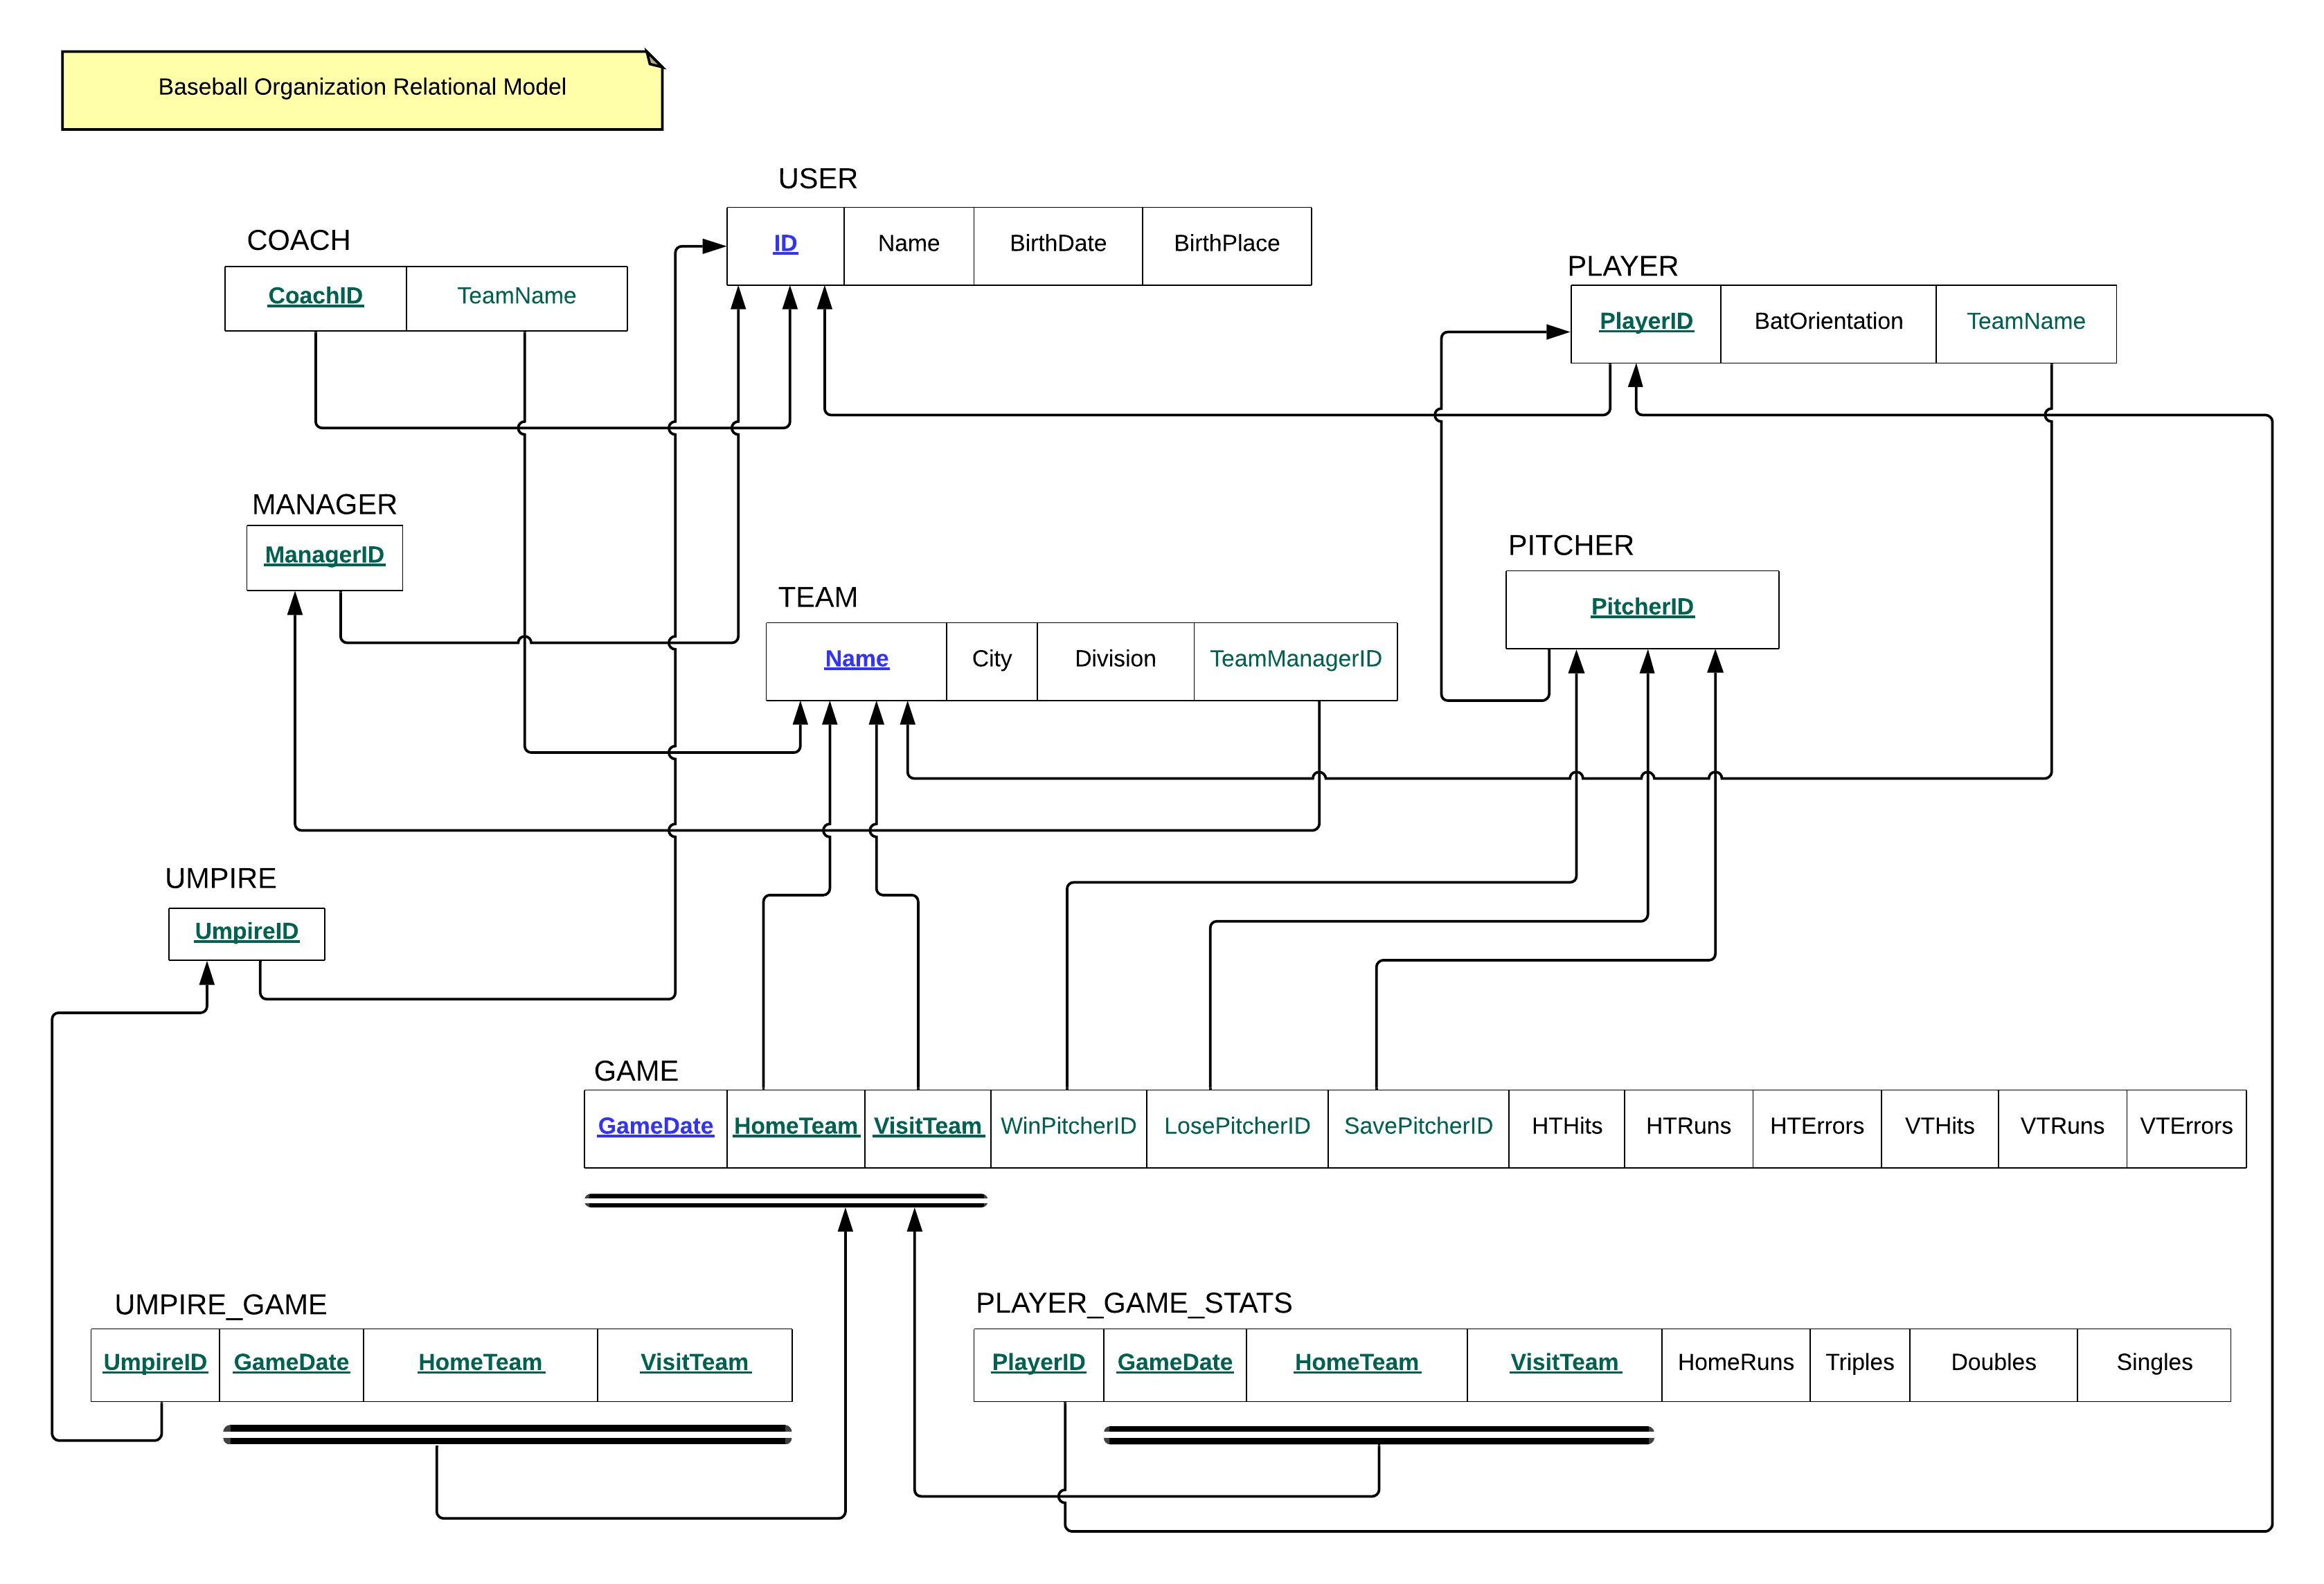 Baseball Organization Relational Model
USER
ID Name BirthDate BirthPlace
COACH
CoachID TeamName
PLAYER
PlayerID BatOrientation TeamName
MANAGER
ManagerID
PITCHER
PitcherID
TEAM
Name City Division TeamManagerID
UMPIRE
UmpireID
GAME
GameDate HomeTeam VisitTeam WinPitcherID LosePitcherID SavePitcherID HTHits HTRuns HTErrors VTHits VTRuns VTErrors
UMPIRE_GAME
UmpireID GameDate HomeTeam VisitTeam
PLAYER_GAME_STATS
PlayerID GameDate HomeTeam VisitTeam HomeRuns Triples Doubles Singles